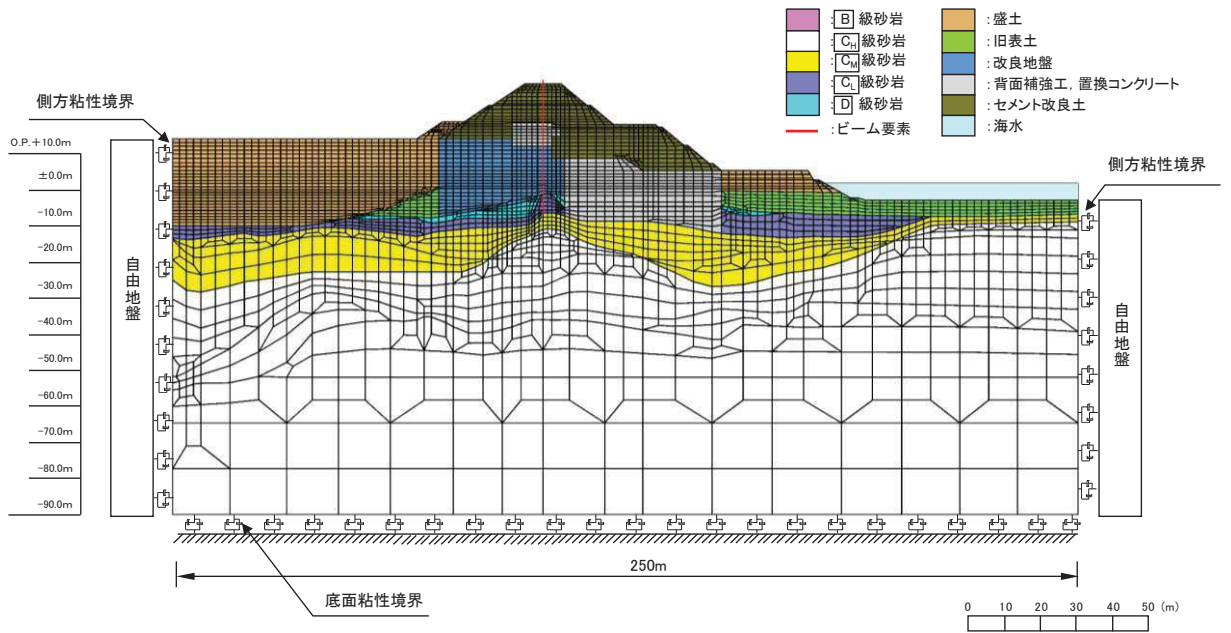 :B 級砂岩
:CH 級砂岩
:CM 級砂岩
:CL 級砂岩
:D 級砂岩
:ビーム要素
:盛土
:旧表土
:改良地盤
:背面補強工, 置換コンクリート
:セメント改良土
:海水
側方粘性境界
側方粘性境界
O.P.+10.0m
±0.0m
-10.0m
-20.0m
-30.0m
-40.0m
-50.0m
-60.0m
-70.0m
-80.0m
-90.0m
自由地盤
自由地盤
250m
底面粘性境界
0 10 20 30 40 50 (m)